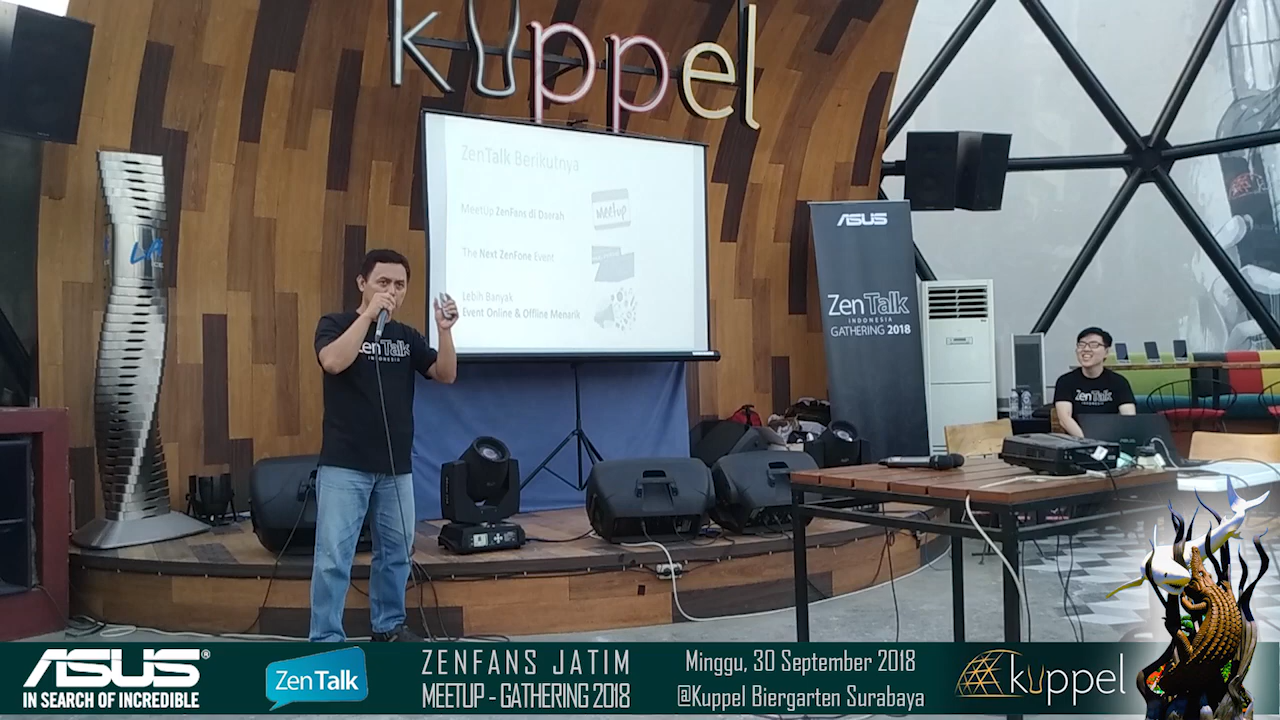 kuppel
ZenTalk Berikutnya
MeetUp ZenFans di Daerah
meetup
The Next ZenFone Event
Lebih Banyak
Event Online & Offline Menarik
ASUS
ZenTalk
INDONESIA
GATHERING 2018
ZenTalk
INDONESIA
ZenTalk
INDONESIA
ASUS®
IN SEARCH OF INCREDIBLE
ZenTalk
ZENFANS JATIM
MEETUP - GATHERING 2018
Minggu, 30 September 2018
@Kuppel Biergarten Surabaya
kuppel